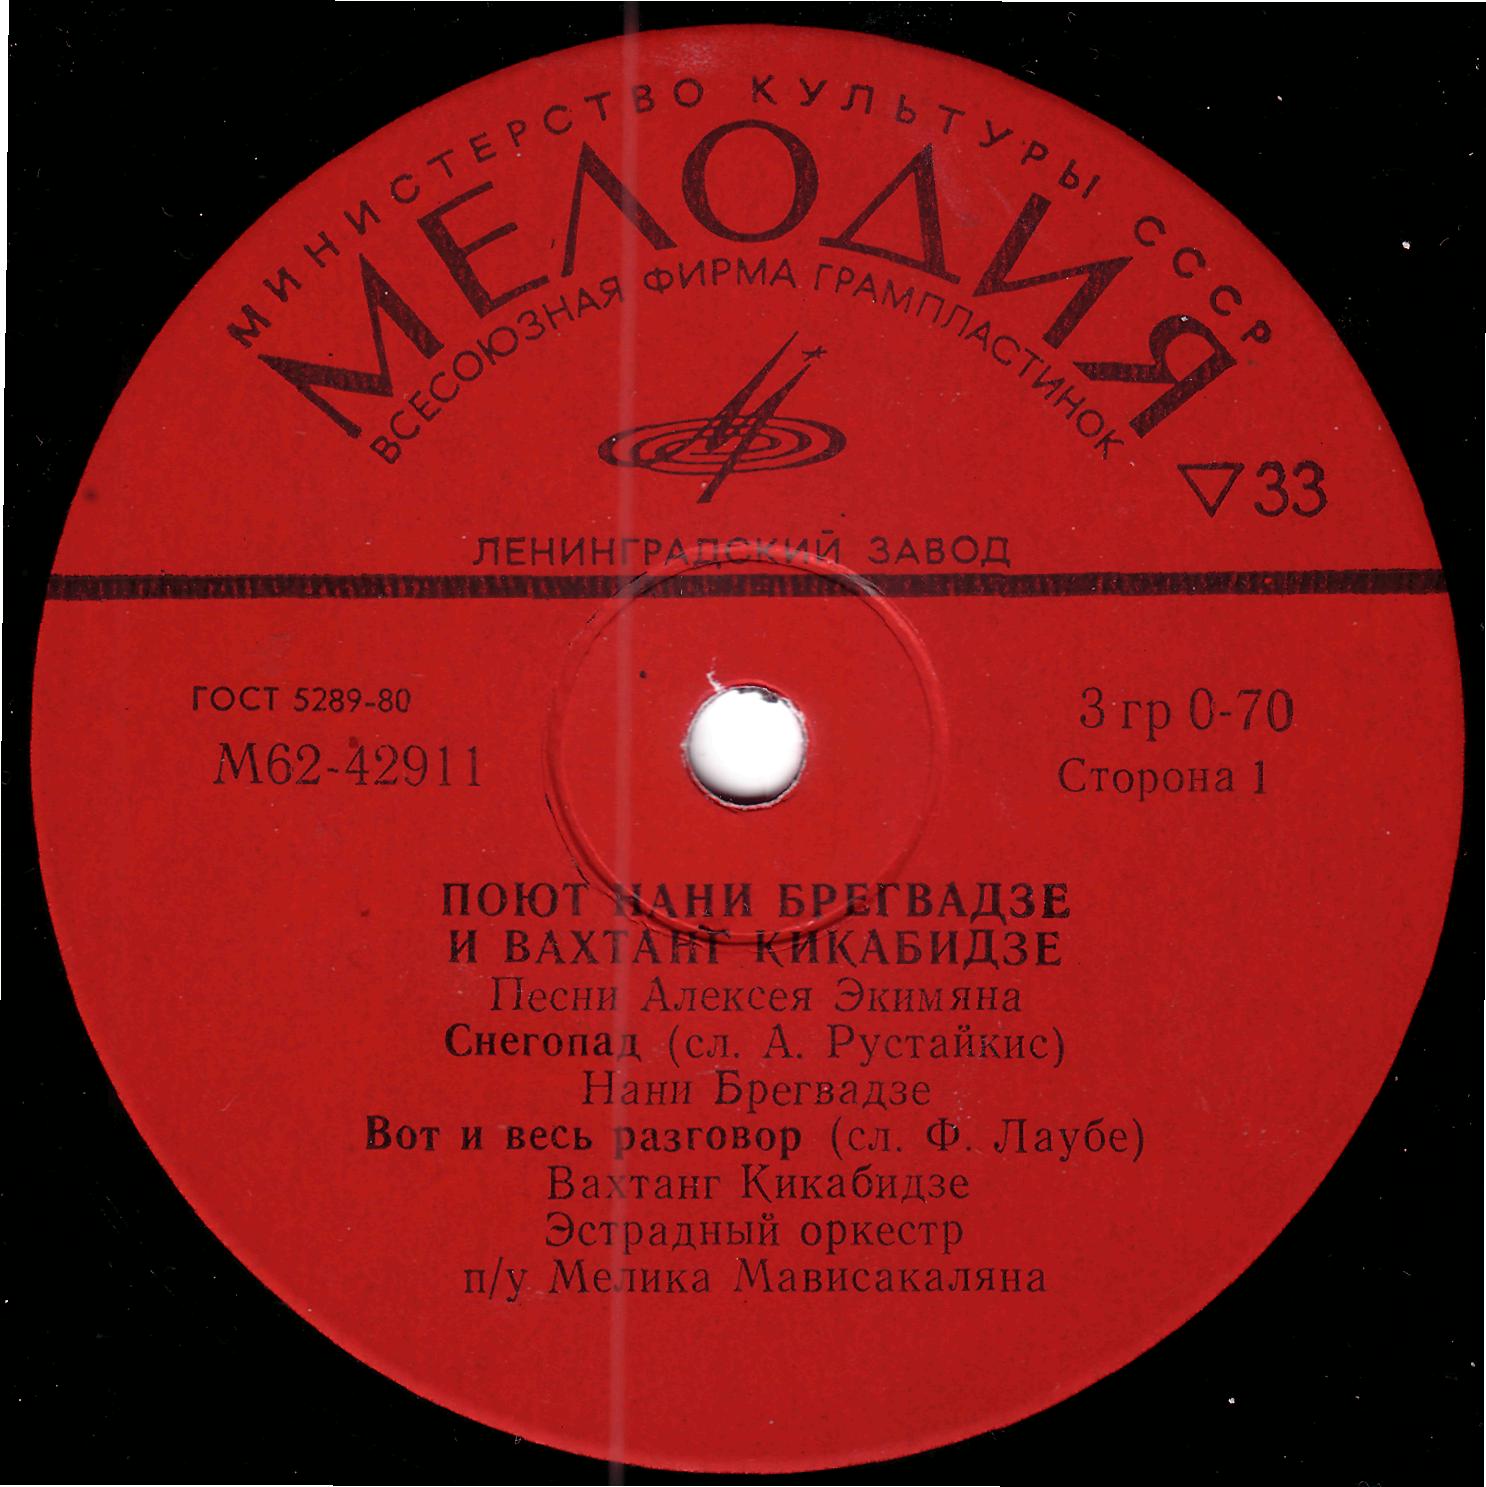 МИНИСТЕРСТВО КУЛЬТУРЫ СССР
МЕЛОДИЯ
ВСЕСОЮЗНАЯ ФИРМА ГРАМПЛАСТИНОК
33
ЛЕНИНГРАДСКИЙ ЗАВОД
ГОСТ 5289-80
М62-42911
3 гр 0-70
Сторона 1
ПОЮТ НАНИ БРЕГВАДЗЕ
И ВАХТАНГ КИКАБИДЗЕ
Песни Алексея Экимяна
Снегопад (сл. А. Рустайкис)
Нани Брегвадзе
Вот и весь разговор (сл. Ф. Лаубе)
Вахтанг Кикабидзе
Эстрадный оркестр
п/у Мелика Мависакаляна